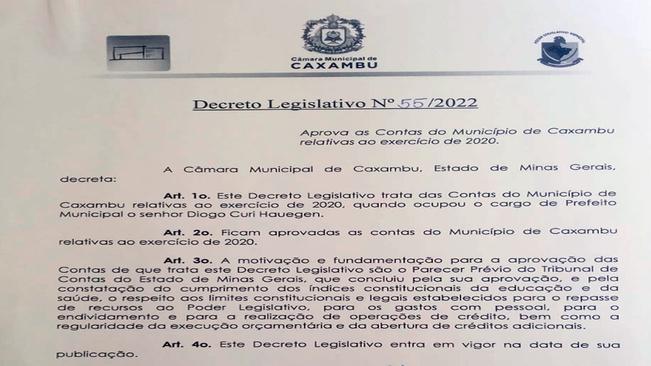 Câmara Municipal de
CAXAMBU
Decreto Legislativo Nº 55/2022
Aprova as Contas do Município de Caxambu
relativas ao exercício de 2020.
A Câmara Municipal de Caxambu, Estado de Minas Gerais,
decreta:
Art. 1o. Este Decreto Legislativo trata das Contas do Município de
Caxambu relativas ao exercício de 2020, quando ocupou o cargo de Prefeito
Municipal o senhor Diogo Curi Hauegen.
Art. 2o. Ficam aprovadas as contas do Município de Caxambu
relativas ao exercício de 2020.
Art. 3o. A motivação e fundamentação para a aprovação das
Contas de que trata este Decreto Legislativo são o Parecer Prévio do Tribunal de
Contas do Estado de Minas Gerais, que concluiu pela sua aprovação, e pela
constatação do cumprimento dos índices constitucionais da educação e da
saúde, o respeito aos limites constitucionais e legais estabelecidos para o repasse
de recursos ao Poder Legislativo, para os gastos com pessoal, para o
endividamento e para a realização de operações de crédito, bem como a
regularidade da execução orçamentária e da abertura de créditos adicionais.
Art. 4o. Este Decreto Legislativo entra em vigor na data de sua
publicação.